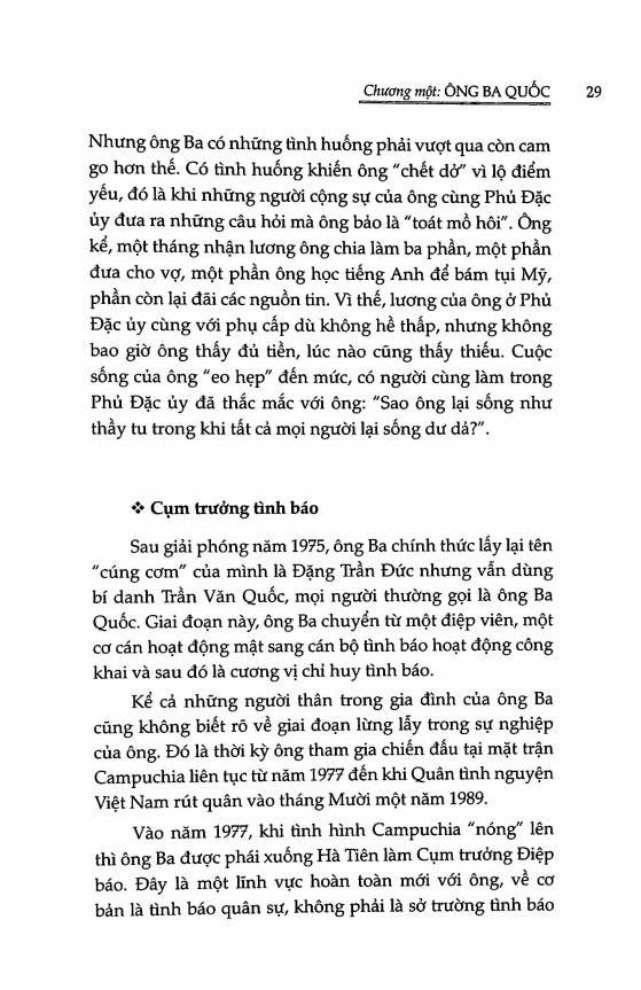 Chương một: ÔNG BA QUỐC 29
Nhưng ông Ba có những tình huống phải vượt qua còn cam
go hơn thế. Có tình huống khiến ông "chết dở" vì lộ điểm
yếu, đó là khi những người cộng sự của ông cùng Phủ Đặc
ủy đưa ra những câu hỏi mà ông bảo là "toát mồ hôi". Ông
kể, một tháng nhận lương ông chia làm ba phần, một phần
đưa cho vợ, một phần ông học tiếng Anh để bám tụi Mỹ,
phần còn lại đãi các nguồn tin. Vì thế, lương của ông ở Phủ
Đặc ủy cùng với phụ cấp dù không hề thấp, nhưng không
bao giờ ông thấy đủ tiền, lúc nào cũng thấy thiếu. Cuộc
sống của ông "eo hẹp" đến mức, có người cùng làm trong
Phủ Đặc ủy đã thắc mắc với ông: "Sao ông lại sống như
thầy tu trong khi tất cả mọi người lại sống dư dả?".
❖ Cụm trưởng tình báo
Sau giải phóng năm 1975, ông Ba chính thức lấy lại tên
"cúng cơm" của mình là Đặng Trần Đức nhưng vẫn dùng
bí danh Trần Văn Quốc, mọi người thường gọi là ông Ba
Quốc. Giai đoạn này, ông Ba chuyển từ một điệp viên, một
cơ cán hoạt động mật sang cán bộ tình báo hoạt động công
khai và sau đó là cương vị chỉ huy tình báo.
Kể cả những người thân trong gia đình của ông Ba
cũng không biết rõ về giai đoạn lừng lẫy trong sự nghiệp
của ông. Đó là thời kỳ ông tham gia chiến đấu tại mặt trận
Campuchia liên tục từ năm 1977 đến khi Quân tình nguyện
Việt Nam rút quân vào tháng Mười một năm 1989.
Vào năm 1977, khi tình hình Campuchia "nóng" lên
thì ông Ba được phái xuống Hà Tiên làm Cụm trưởng Điệp
báo. Đây là một lĩnh vực hoàn toàn mới với ông, về cơ
bản là tình báo quân sự, không phải là sở trường tình báo